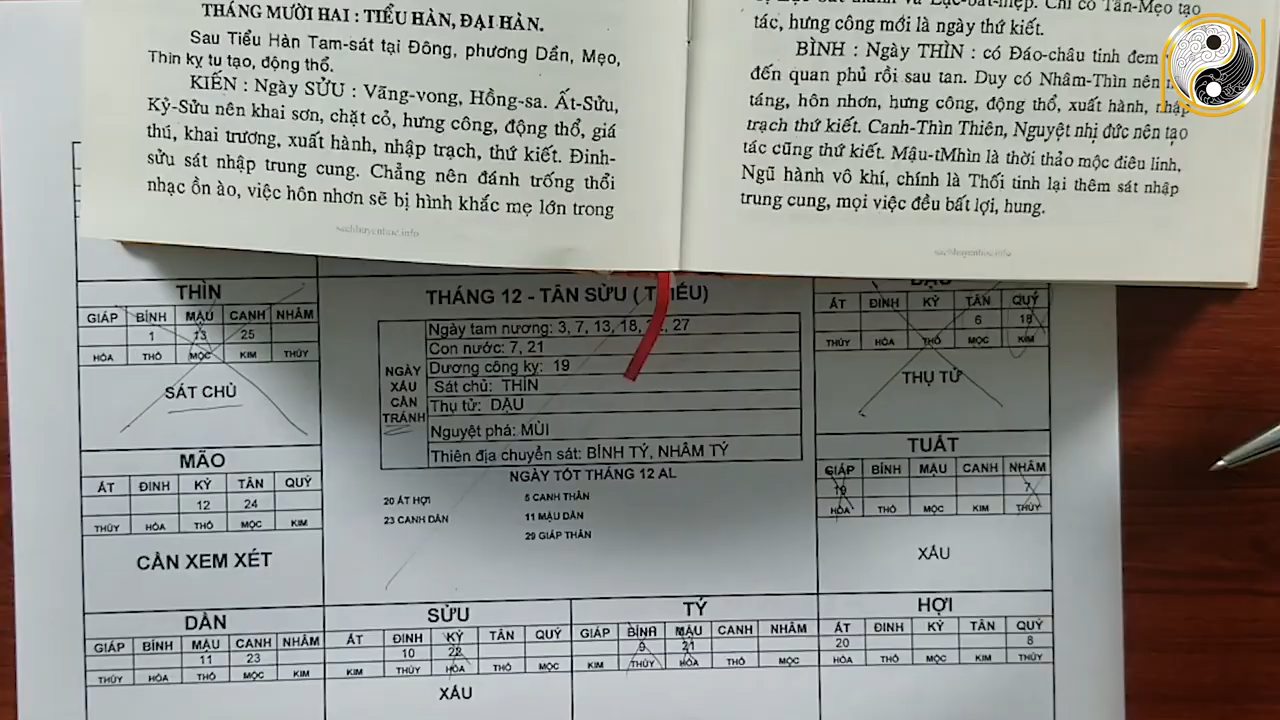 THÁNG MƯỜI HAI : TIỂU HÀN, ĐẠI HÀN.
Sau Tiểu Hàn Tam-sát tại Đông, phương Dần, Mẹo,
Thìn kỵ tu tạo, động thổ.
KIẾN : Ngày SỬU : Vãng-vong, Hồng-sa. Ất-Sửu,
Kỷ-Sửu nên khai sơn, chặt cỏ, hưng công, động thổ, giá
thú, khai trương, xuất hành, nhập trạch, thứ kiết. Đinh-
sửu sát nhập trung cung. Chẳng nên đánh trống thổi
nhạc ồn ào, việc hôn nhơn sẽ bị hình khắc mẹ lớn trong
sachhuyenhoc.info
Chỉ có Tân-Mẹo tạo
tác, hưng công mới là ngày thứ kiết.
BÌNH : Ngày THÌN : có Đáo-châu tinh đem
đến quan phủ rồi sau tan. Duy có Nhâm-Thìn nên
táng, hôn nhơn, hưng công, động thổ, xuất hành, nhập
trạch thứ kiết. Canh-Thìn Thiên, Nguyệt nhị đức nên tạo
tác cũng thứ kiết. Mậu-tMhìn là thời thảo mộc điêu linh,
Ngũ hành vô khí, chính là Thối tinh lại thêm sát nhập
trung cung, mọi việc đều bất lợi, hung.
sachhuyenhoc.info
THÌN
GIÁP BÍNH MẬU CANH NHÂM
1 13 25
HỎA THỔ MỘC KIM THỦY
SÁT CHỦ
THÁNG 12 - TÂN SỬU ( THIẾU)
NGÀY XẤU CẦN TRÁNH
Ngày tam nương: 3, 7, 13, 18, 27
Con nước: 7, 21
Dương công kỵ: 19
Sát chủ: THÌN
Thụ tử: DẬU
Nguyệt phá: MÙI
Thiên địa chuyển sát: BÍNH TÝ, NHÂM TÝ
NGÀY TỐT THÁNG 12 AL
20 ẤT HỢI 5 CANH THÂN
23 CANH DẦN 11 MẬU DẦN
29 GIÁP THÂN
DẬU
ẤT ĐINH KỶ TÂN QUÝ
6 18
THỦY HỎA THỔ MỘC KIM
THỤ TỬ
MÃO
ẤT ĐINH KỶ TÂN QUÝ
12 24
THỦY HỎA THỔ MỘC KIM
CẦN XEM XÉT
TUẤT
GIÁP BÍNH MẬU CANH NHÂM
19 7
HỎA THỔ MỘC KIM THỦY
XẤU
DẦN
GIÁP BÍNH MẬU CANH NHÂM
11 23
THỦY HỎA THỔ MỘC KIM
SỬU
ẤT ĐINH KỶ TÂN QUÝ
10 22
KIM THỦY HỎA THỔ MỘC
XẤU
TÝ
GIÁP BÍNH MẬU CANH NHÂM
9 21
KIM THỦY HỎA THỔ MỘC
HỢI
ẤT ĐINH KỶ TÂN QUÝ
20 8
HỎA THỔ MỘC KIM THỦY